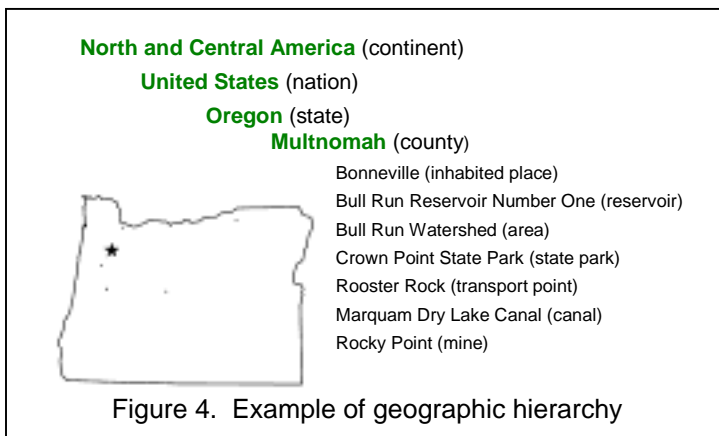 North and Central America (continent)
United States (nation)
Oregon (state)
Multnomah (county)
Bonneville (inhabited place)
Bull Run Reservoir Number One (reservoir)
Bull Run Watershed (area)
Crown Point State Park (state park)
Rooster Rock (transport point)
Marquam Dry Lake Canal (canal)
Rocky Point (mine)
Figure 4. Example of geographic hierarchy